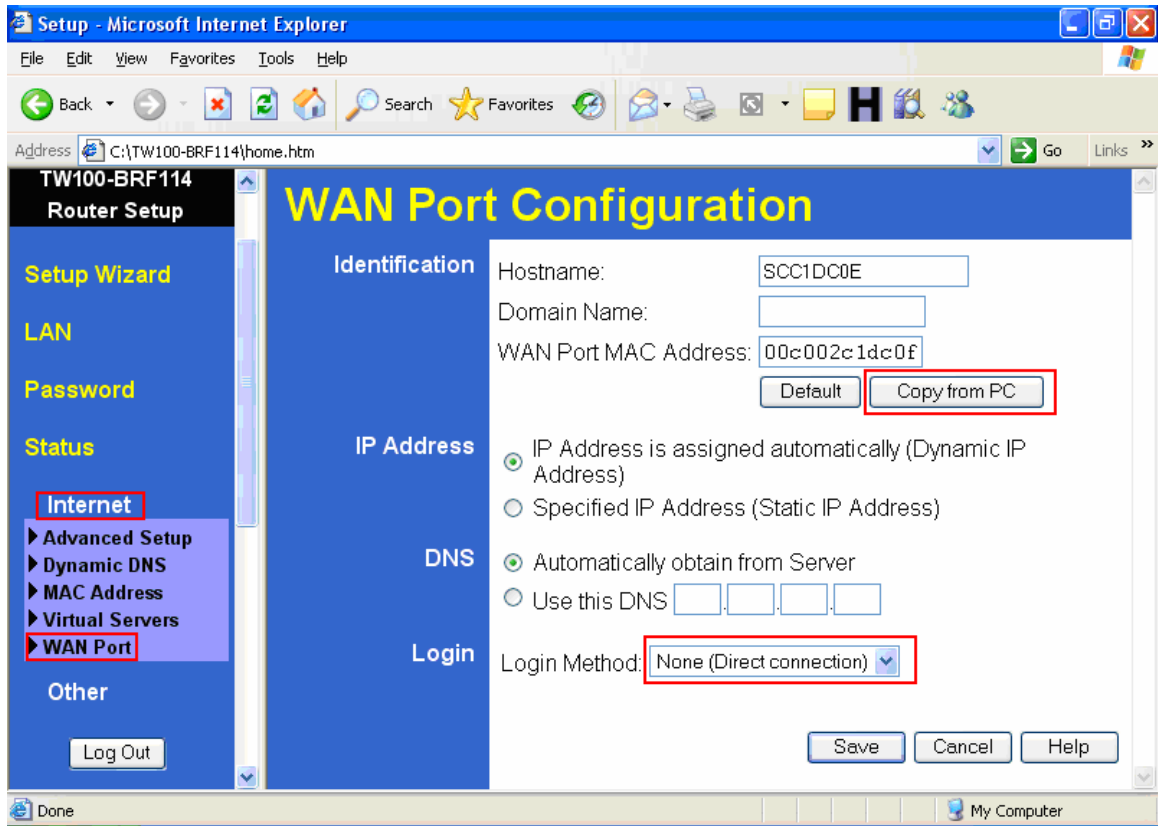 Setup - Microsoft Internet Explorer
File Edit View Favorites Tools Help
Back Search Favorites
Address C:\TW100-BRF114\home.htm Go Links »
TW100-BRF114
Router Setup
Setup Wizard
LAN
Password
Status
Internet
Advanced Setup
Dynamic DNS
MAC Address
Virtual Servers
WAN Port
Other
Log Out
WAN Port Configuration
Identification
Hostname: SCC1DC0E
Domain Name:
WAN Port MAC Address: 00c002c1dc0f
Default Copy from PC
IP Address
IP Address is assigned automatically (Dynamic IP
Address)
Specified IP Address (Static IP Address)
DNS
Automatically obtain from Server
Use this DNS . . .
Login
Login Method: None (Direct connection)
Save Cancel Help
Done My Computer